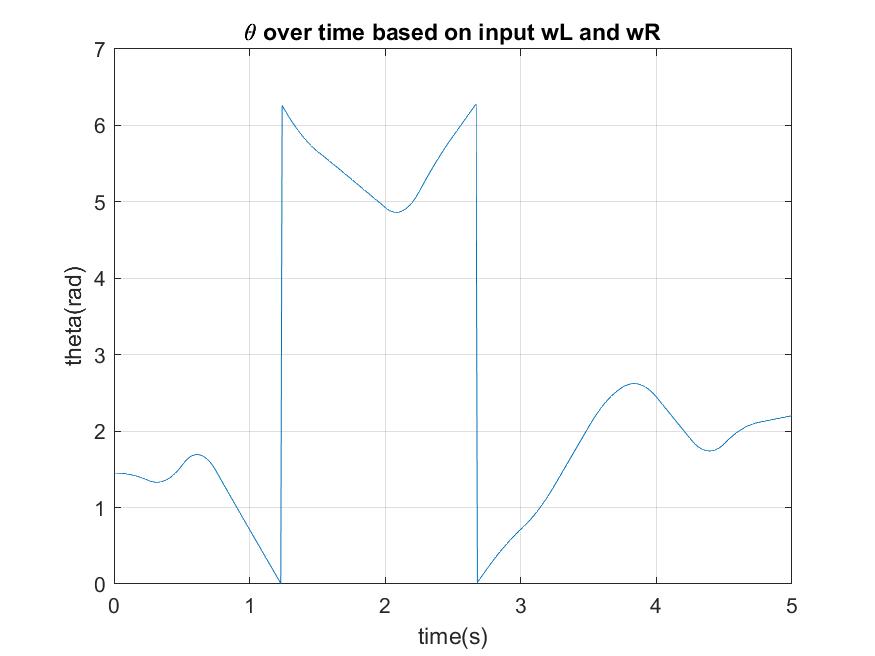 θ over time based on input wL and wR
7
6
5
4
3
2
1
0
theta(rad)
0 1 2 3 4 5
time(s)